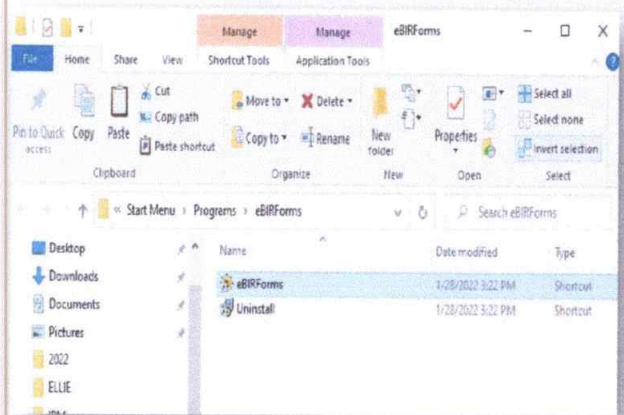 Manage Manage eBIRForms
File Home Share View Shortcut Tools Application Tools
Pin to Quick access
Copy
Paste
Cut
Copy path
Paste shortcut
Clipboard
Move to
Copy to
Delete
Rename
Organize
New folder
New
Properties
Open
Select all
Select none
Invert selection
Select
« Start Menu › Programs › eBIRForms
Search eBIRForms
Desktop
Downloads
Documents
Pictures
2022
ELLIE
Name Date modified Type
eBIRForms 1/28/2022 3:22 PM Shortcut
Uninstall 1/28/2022 3:22 PM Shortcut